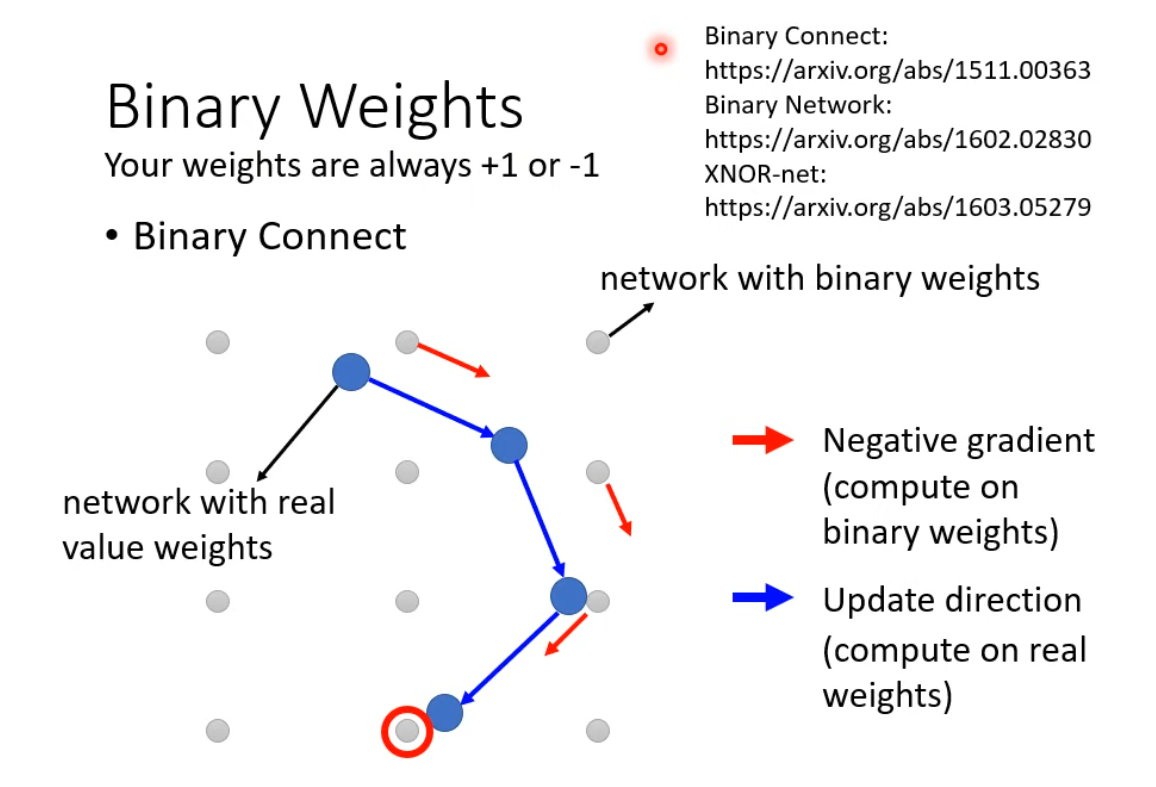 Binary Weights
Your weights are always +1 or -1
Binary Connect:
https://arxiv.org/abs/1511.00363
Binary Network:
https://arxiv.org/abs/1602.02830
XNOR-net:
https://arxiv.org/abs/1603.05279
• Binary Connect
network with binary weights
network with real
value weights
Negative gradient
(compute on
binary weights)
Update direction
(compute on real
weights)